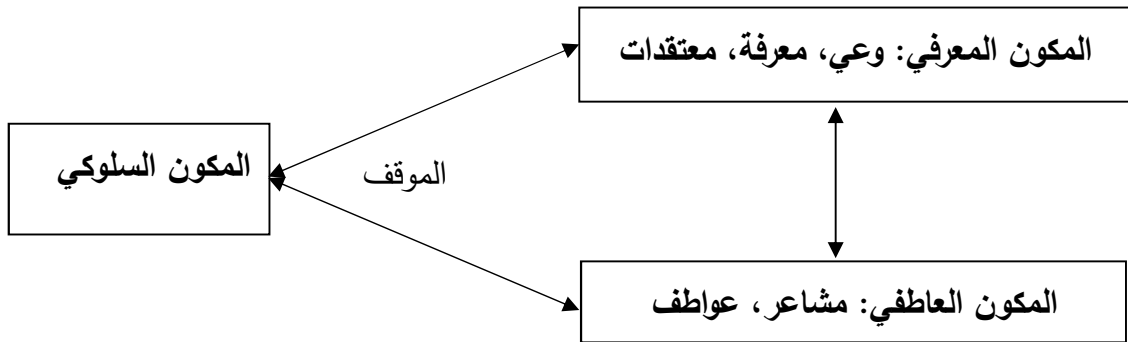 المكون المعرفي: وعي، معرفة، معتقدات
المكون السلوكي
الموقف
المكون العاطفي: مشاعر، عواطف